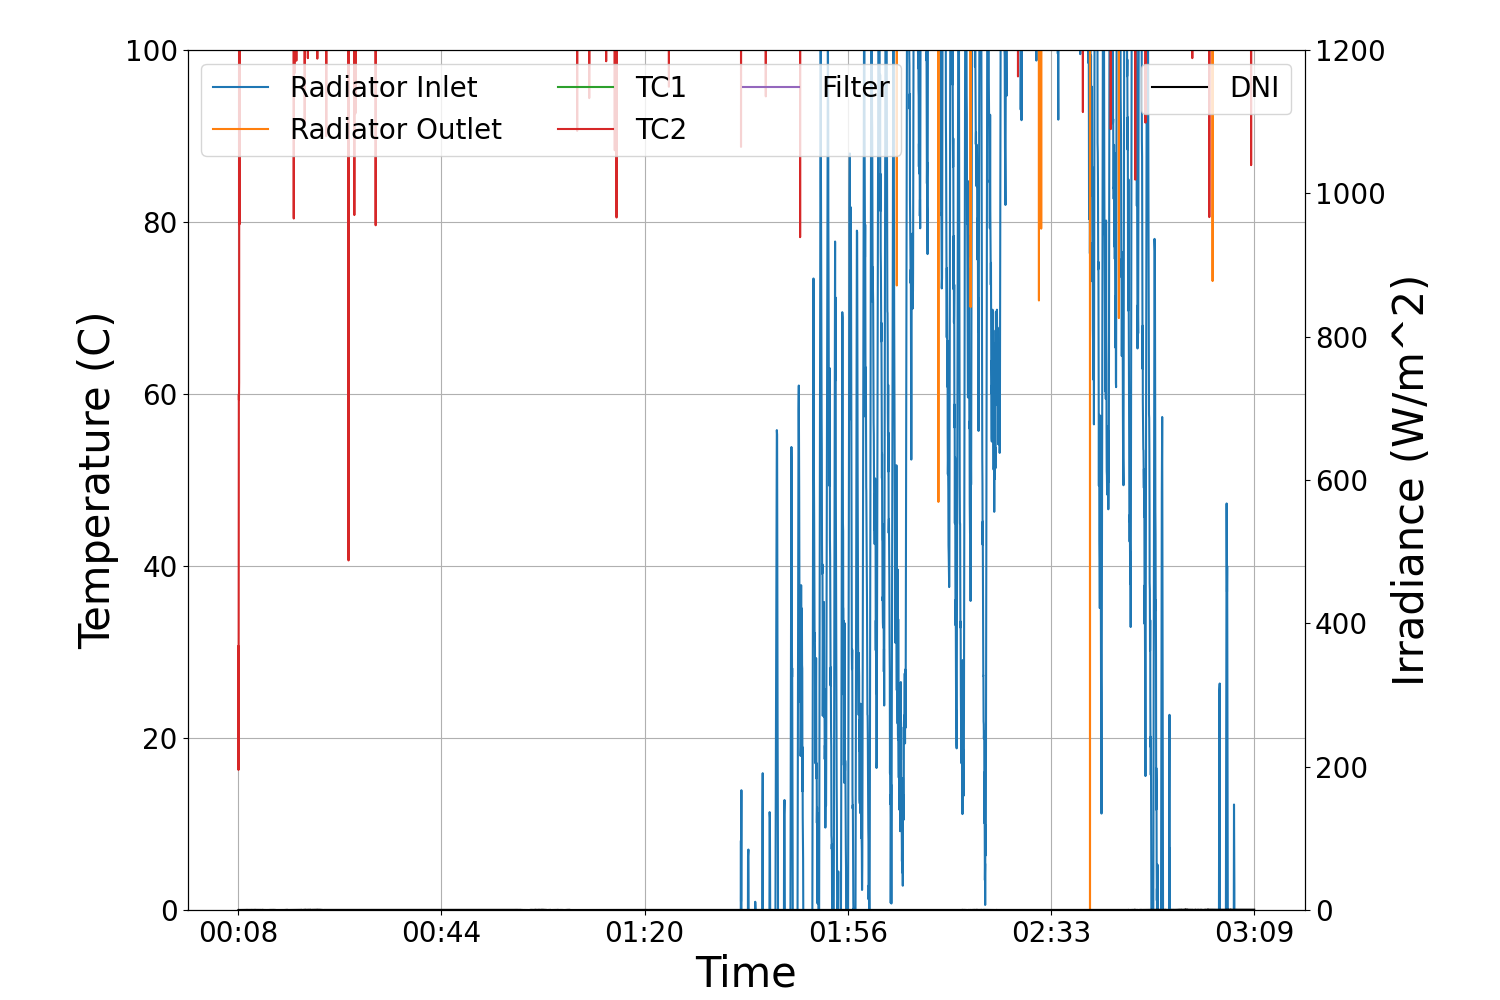 100
80
60
40
20
0
Temperature (C)
Radiator Inlet
Radiator Outlet
TC1
TC2
Filter
DNI
1200
1000
800
600
400
200
0
Irradiance (W/m^2)
00:08 00:44 01:20 01:56 02:33 03:09
Time